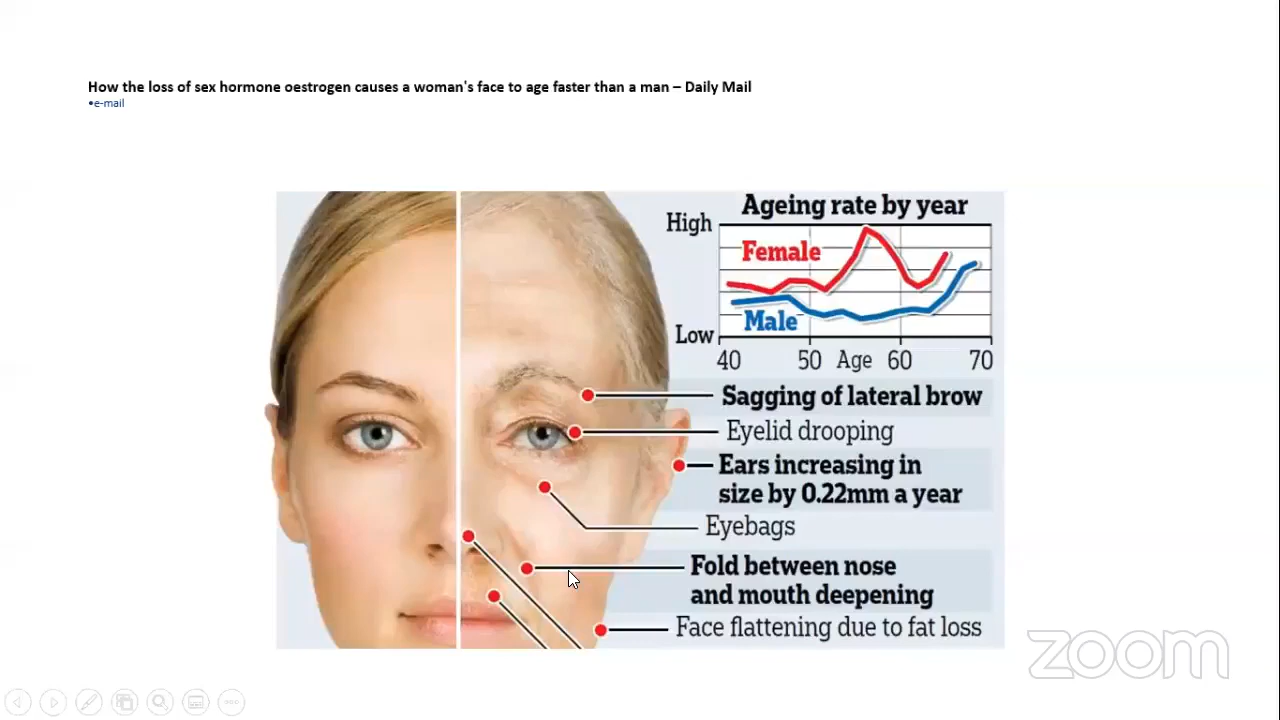 How the loss of sex hormone oestrogen causes a woman's face to age faster than a man – Daily Mail
•e-mail
Ageing rate by year
High
Female
Male
Low
40 50 Age 60 70
Sagging of lateral brow
Eyelid drooping
Ears increasing in
size by 0.22mm a year
Eyebags
Fold between nose
and mouth deepening
Face flattening due to fat loss
zoom